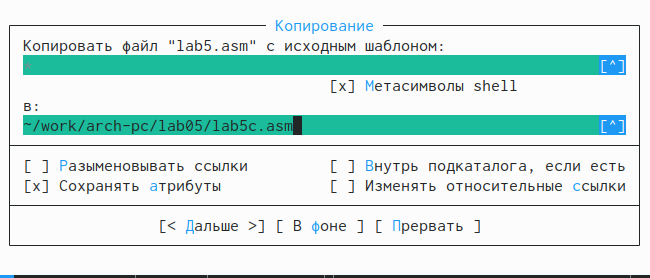 Копирование
Копировать файл "lab5.asm" с исходным шаблоном:
* [^]
[x] Метасимволы shell
в:
~/work/arch-pc/lab05/lab5c.asm [^]
[ ] Разыменовывать ссылки [ ] Внутрь подкаталога, если есть
[x] Сохранять атрибуты [ ] Изменять относительные ссылки
[< Дальше >] [ В фоне ] [ Прервать ]